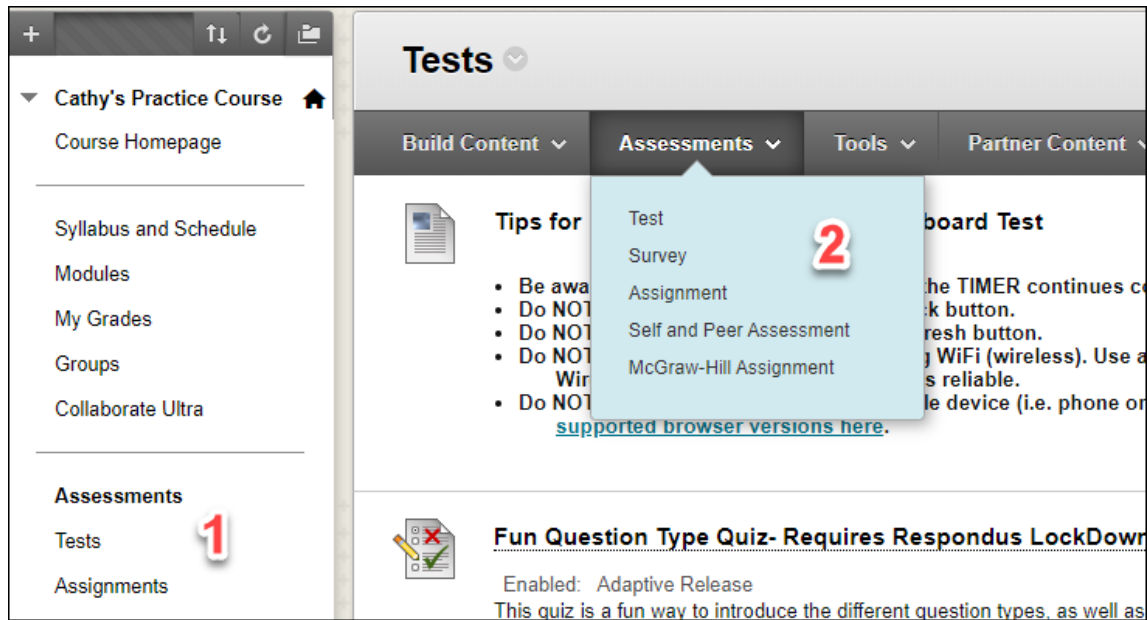 Cathy's Practice Course
Course Homepage
Syllabus and Schedule
Modules
My Grades
Groups
Collaborate Ultra
Assessments
Tests
Assignments
1
Tests
Build Content
Assessments
Tools
Partner Content
Test
Survey
Assignment
Self and Peer Assessment
McGraw-Hill Assignment
2
Tips for board Test
• Be awa the TIMER continues
• Do NOT button.
• Do NOT button.
• Do NOT WiFi (wireless). Use a
Wir reliable.
• Do NOT device (i.e. phone or
supported browser versions here.
Fun Question Type Quiz- Requires Respondus LockDow
Enabled: Adaptive Release
This quiz is a fun way to introduce the different question types, as well as